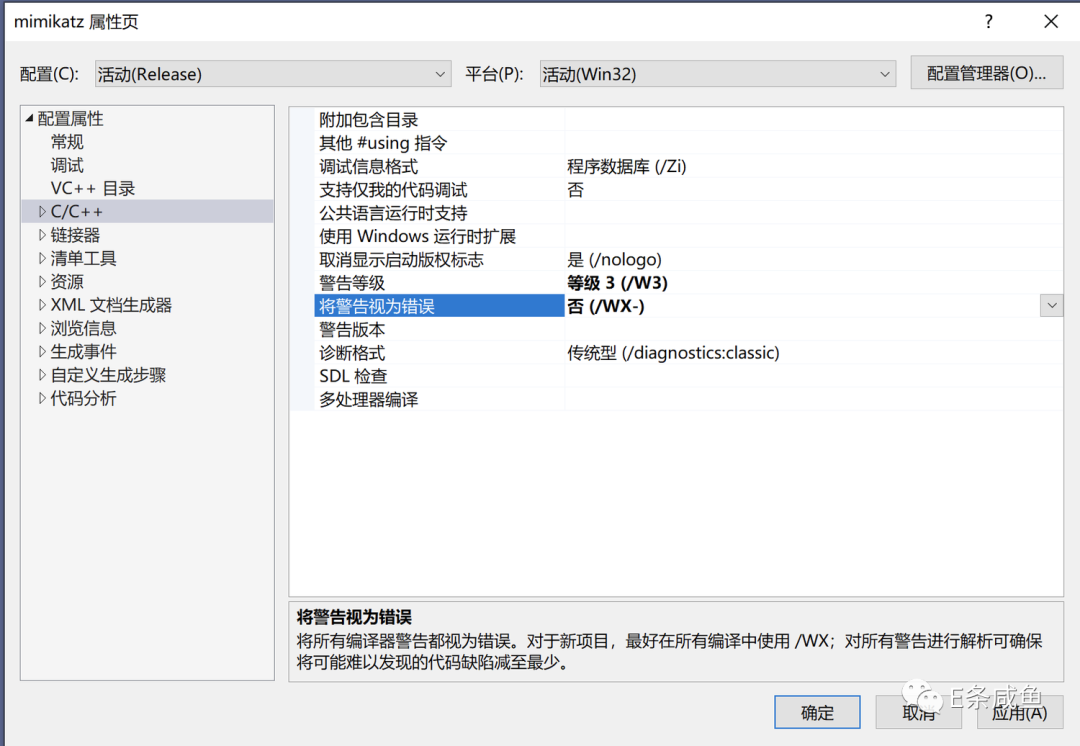 mimikatz 属性页
配置(C): 活动(Release) 平台(P): 活动(Win32) 配置管理器(O)...
配置属性
常规
调试
VC++ 目录
C/C++
链接器
清单工具
资源
XML 文档生成器
浏览信息
生成事件
自定义生成步骤
代码分析
附加包含目录
其他 #using 指令
调试信息格式 程序数据库 (/Zi)
支持仅我的代码调试 否
公共语言运行时支持
使用 Windows 运行时扩展
取消显示启动版权标志 是 (/nologo)
警告等级 等级 3 (/W3)
将警告视为错误 否 (/WX-)
警告版本
诊断格式 传统型 (/diagnostics:classic)
SDL 检查
多处理器编译
将警告视为错误
将所有编译器警告都视为错误。对于新项目，最好在所有编译中使用 /WX；对所有警告进行解析可确保
将可能难以发现的代码缺陷减至最少。
确定 取消 应用(A)
E条咸鱼